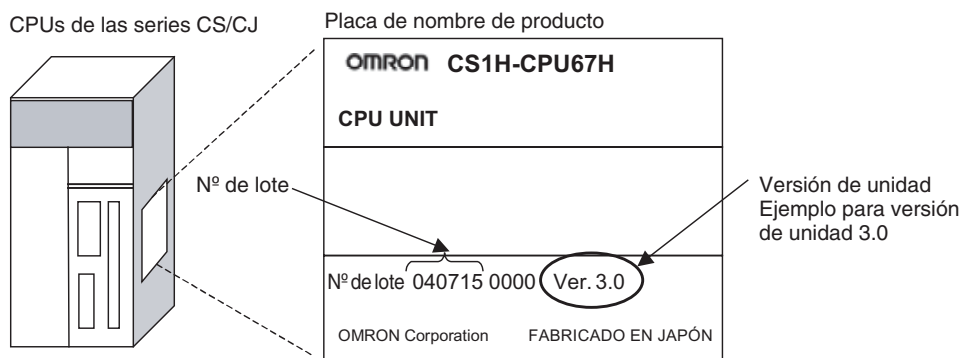 CPUs de las series CS/CJ
Placa de nombre de producto
OMRON CS1H-CPU67H
CPU UNIT
Nº de lote
Versión de unidad
Ejemplo para versión
de unidad 3.0
Nº de lote 040715 0000 Ver. 3.0
OMRON Corporation FABRICADO EN JAPÓN